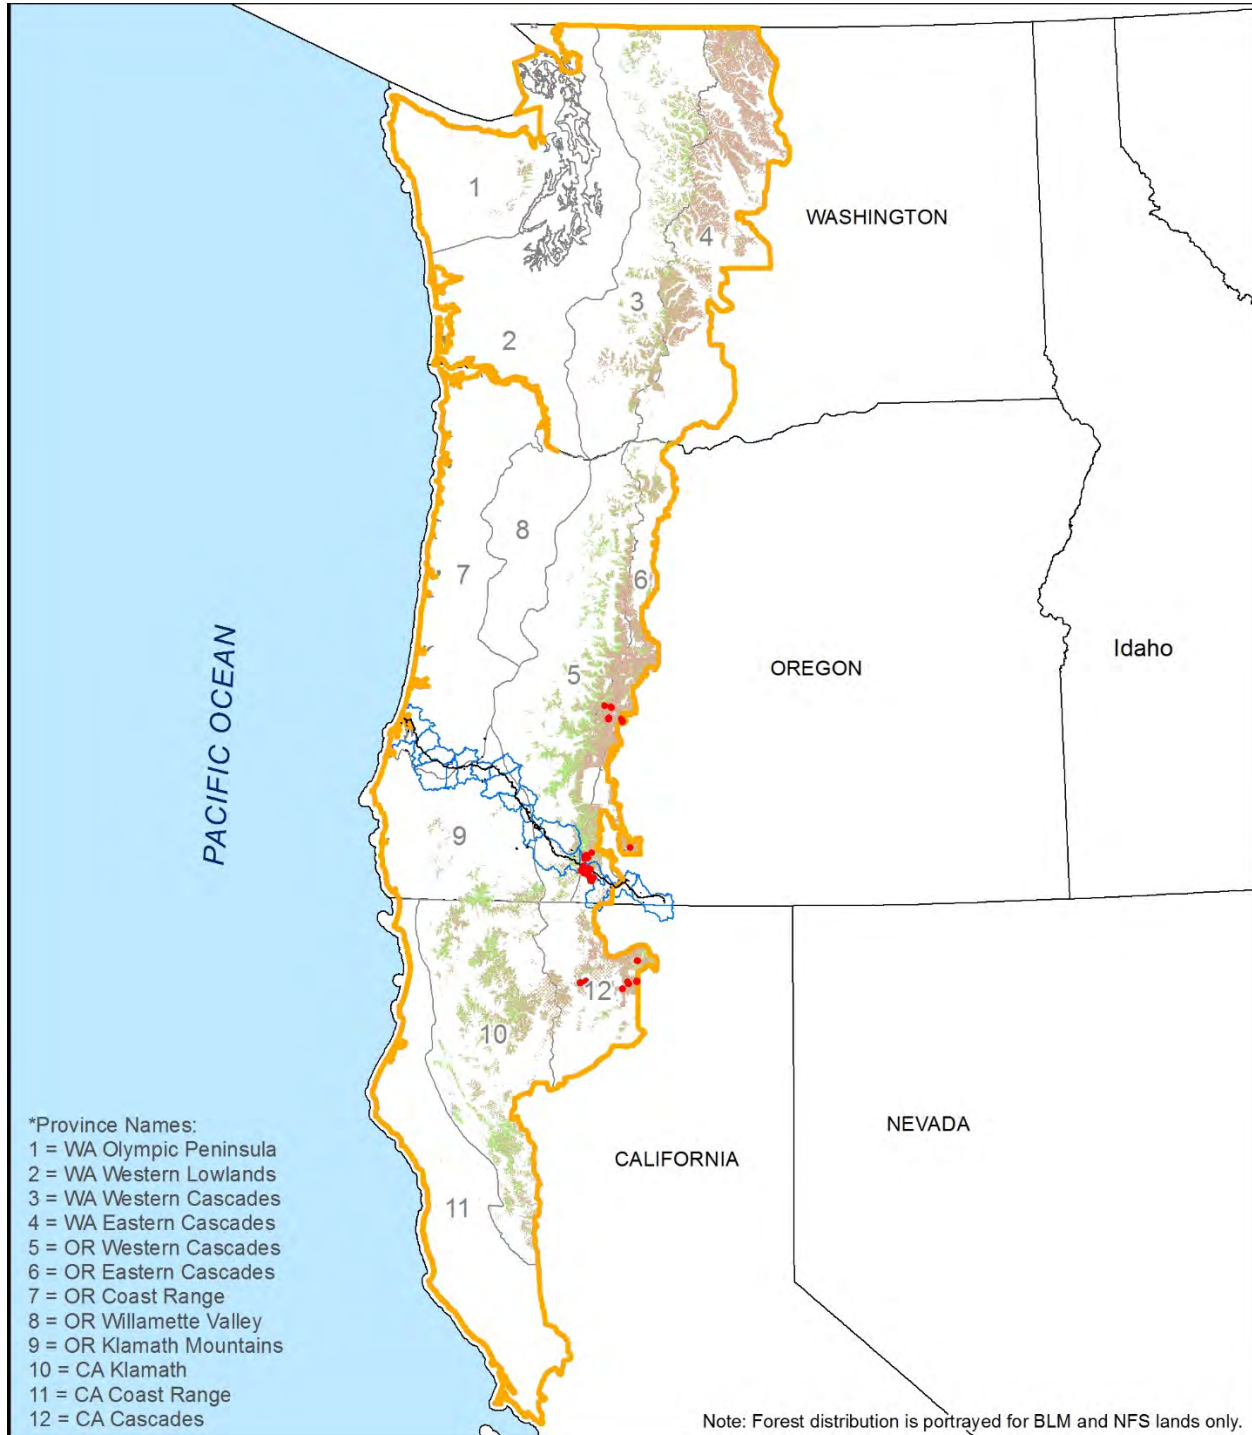 WASHINGTON
1
4
3
2
8
7
6
5
OREGON
Idaho
PACIFIC OCEAN
9
12
10
NEVADA
CALIFORNIA
11
*Province Names:
1 = WA Olympic Peninsula
2 = WA Western Lowlands
3 = WA Western Cascades
4 = WA Eastern Cascades
5 = OR Western Cascades
6 = OR Eastern Cascades
7 = OR Coast Range
8 = OR Willamette Valley
9 = OR Klamath Mountains
10 = CA Klamath
11 = CA Coast Range
12 = CA Cascades
Note: Forest distribution is portrayed for BLM and NFS lands only.